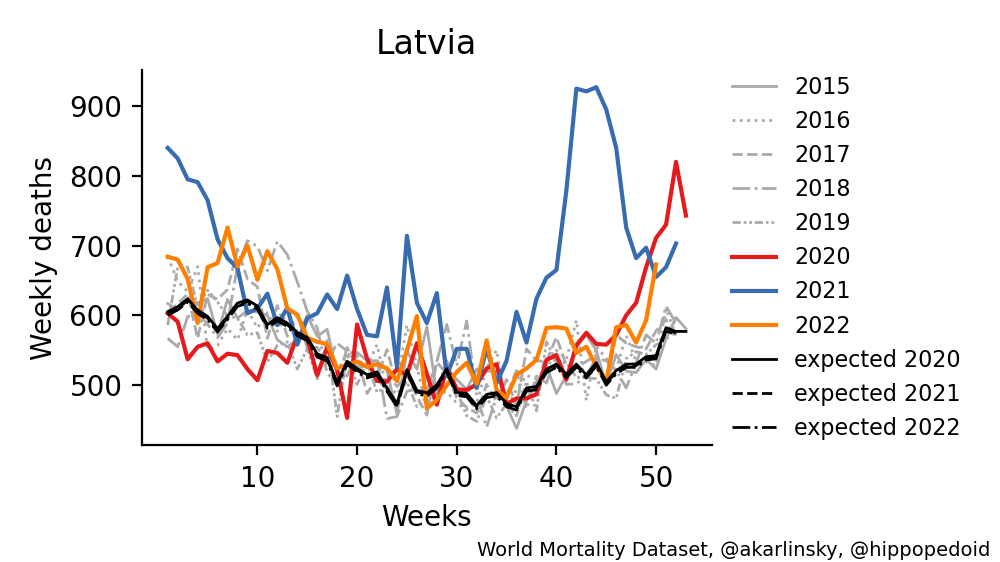 Latvia
Weekly deaths
900
800
700
600
500
10 20 30 40 50
Weeks
2015
2016
2017
2018
2019
2020
2021
2022
expected 2020
expected 2021
expected 2022
World Mortality Dataset, @akarlinsky, @hippopedoid